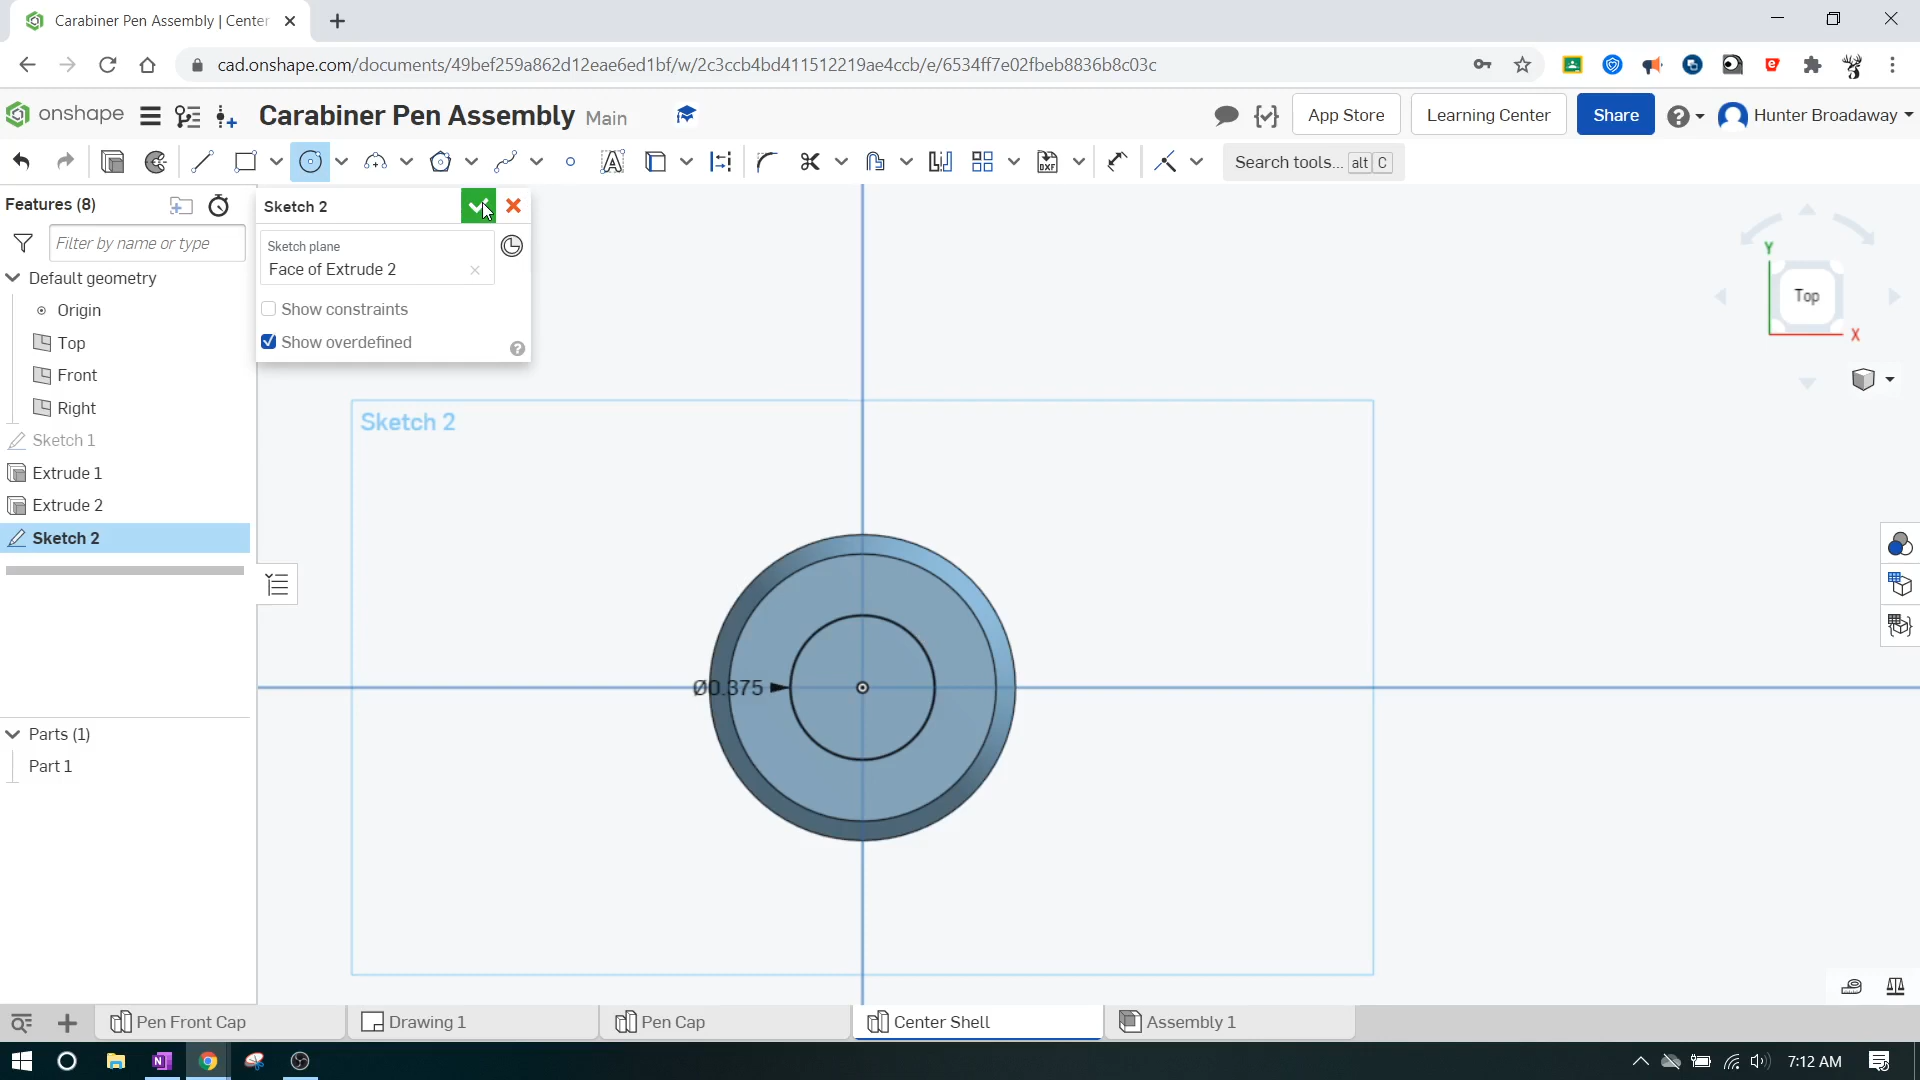 Carabiner Pen Assembly | Center
cad.onshape.com/documents/49bef259a862d12eae6ed1bf/w/2c3ccb4bd411512219ae4ccb/e/6534ff7e02fbeb8836b8c03c
onshape
Carabiner Pen Assembly Main
App Store
Learning Center
Share
Hunter Broadaway
Search tools... alt C
Features (8)
Filter by name or type
Default geometry
Origin
Top
Front
Right
Sketch 1
Extrude 1
Extrude 2
Sketch 2
Parts (1)
Part 1
Sketch 2
Sketch plane
Face of Extrude 2
Show constraints
Show overdefined
Sketch 2
Ø0.375
Y
Top
X
Pen Front Cap
Drawing 1
Pen Cap
Center Shell
Assembly 1
7:12 AM